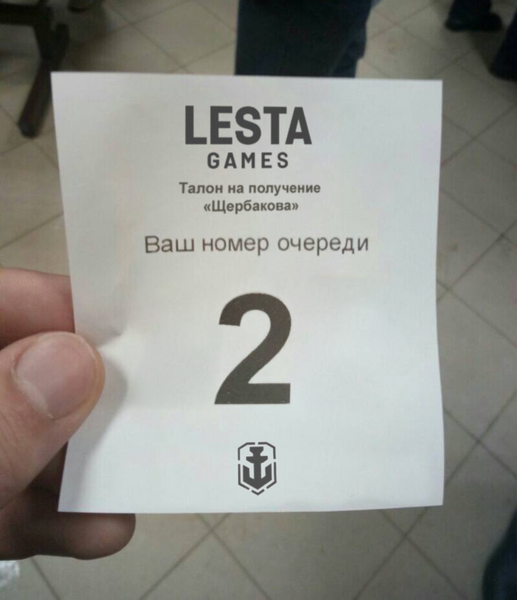 LESTA
GAMES
Талон на получение
«Щербакова»
Ваш номер очереди
2